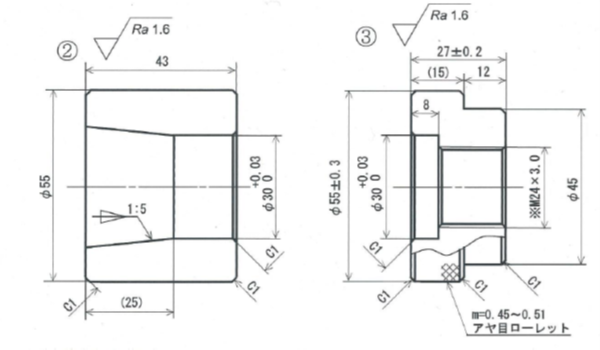 ② Ra 1.6
43
φ55
1:5
+0.03
φ30 0
C1
C1
C1
(25)
③ Ra 1.6
27±0.2
(15) 12
8
φ55±0.3
+0.03
φ30 0
※M24×3.0
φ45
C1
C1
C1
C1
m=0.45~0.51
アヤ目ローレット